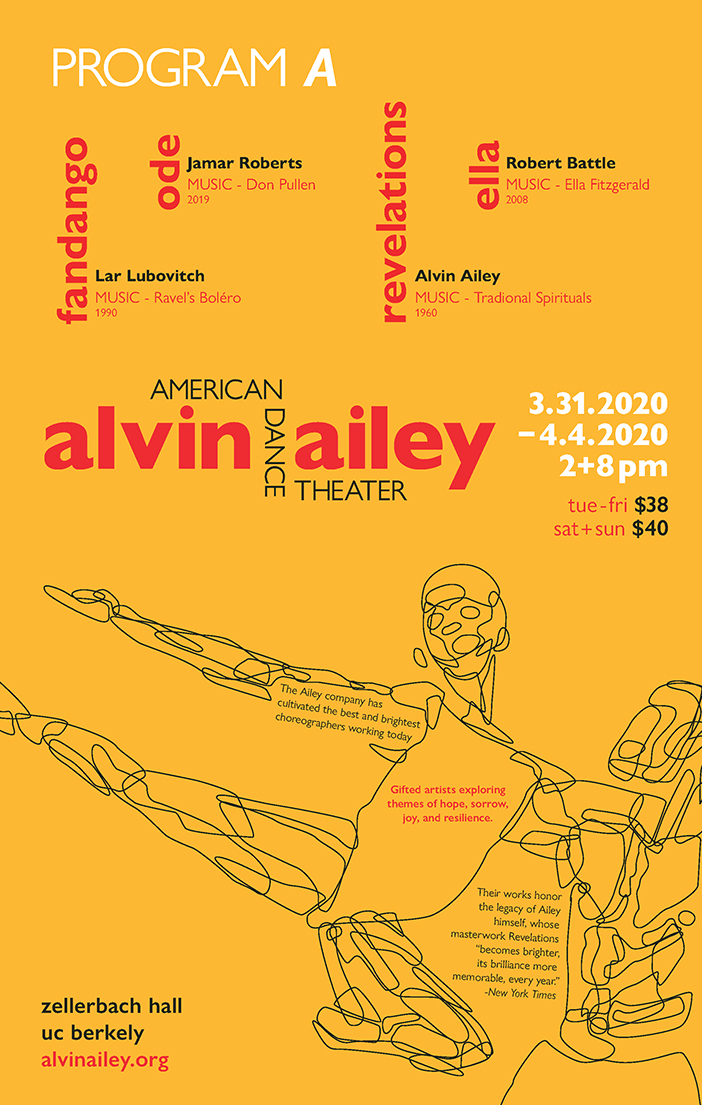 PROGRAM A
fandango
Lar Lubovitch
MUSIC - Ravel's Boléro
1990
ode
Jamar Roberts
MUSIC - Don Pullen
2019
revelations
Alvin Ailey
MUSIC - Tradional Spirituals
1960
ella
Robert Battle
MUSIC - Ella Fitzgerald
2008
AMERICAN
alvin
DANCE
ailey
THEATER
3.31.2020
–4.4.2020
2+8pm
tue-fri $38
sat+sun $40
The Ailey company has
cultivated the best and brightest
choreographers working today
Gifted artists exploring
themes of hope, sorrow,
joy, and resilience.
Their works honor
the legacy of Ailey
himself, whose
masterwork Revelations
“becomes brighter,
its brilliance more
memorable, every year.”
-New York Times
zellerbach hall
uc berkely
alvinailey.org